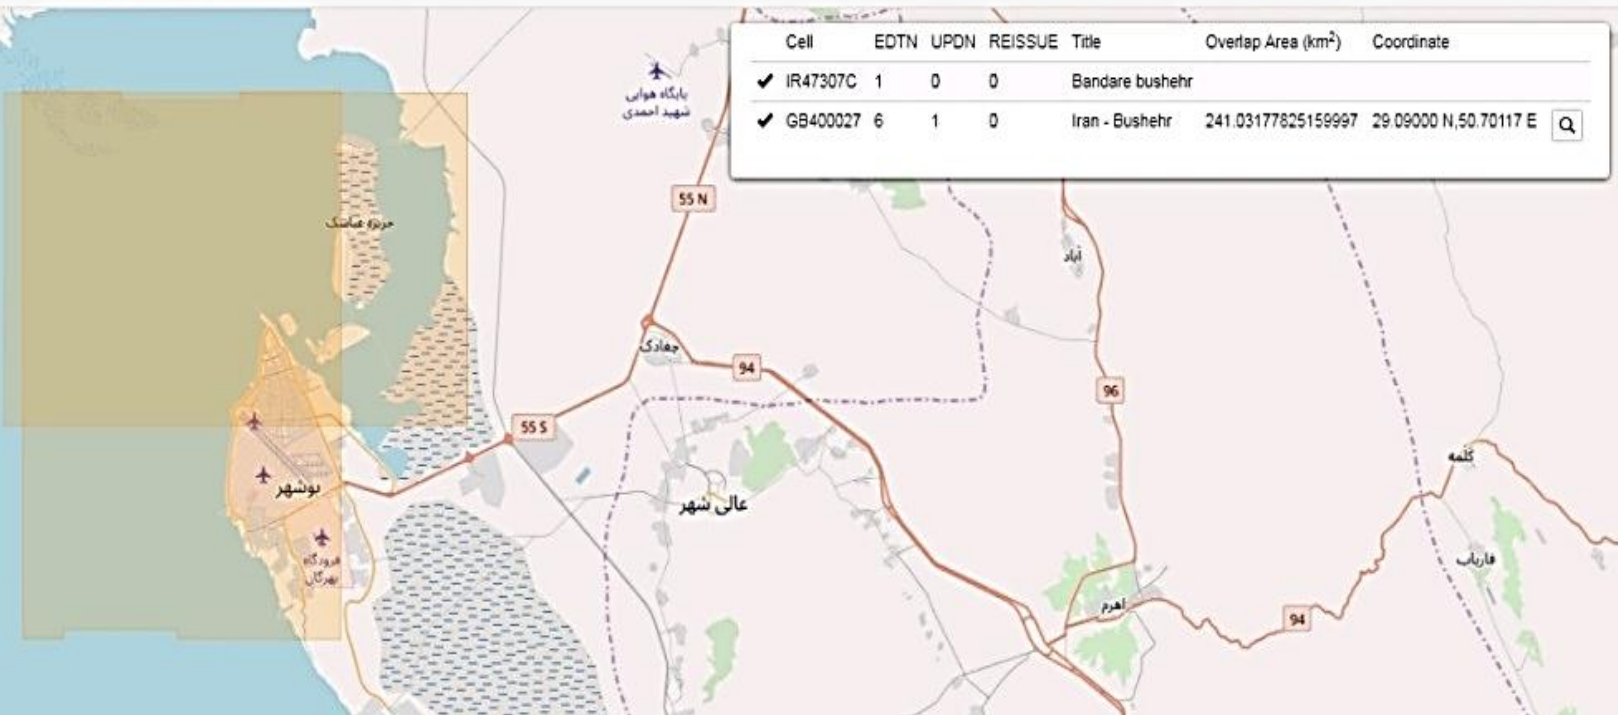 Cell EDTN UPDN REISSUE Title Overlap Area (km²) Coordinate
IR47307C 1 0 0 Bandare bushehr
GB400027 6 1 0 Iran - Bushehr 241.03177825159997 29.09000 N,50.70117 E
پایگاه هوایی
شهید احمدی
55 N
جزیره عباسک
آباد
چغادک
94
96
55 S
کلمه
بوشهر
عالی شهر
فرودگاه
بهرگان
فاریاب
اهرم
94